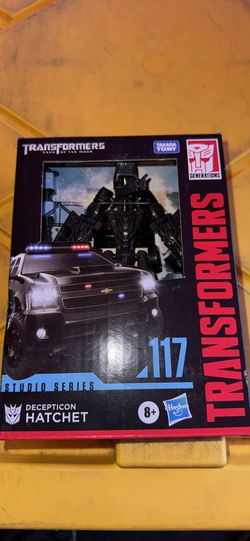 TRANSFORMERS
DARK OF THE MOON
TAKARA
TOMY
GENERATIONS
TRANSFORMERS
117
STUDIO SERIES
DECEPTICON
HATCHET
8+
Hasbro